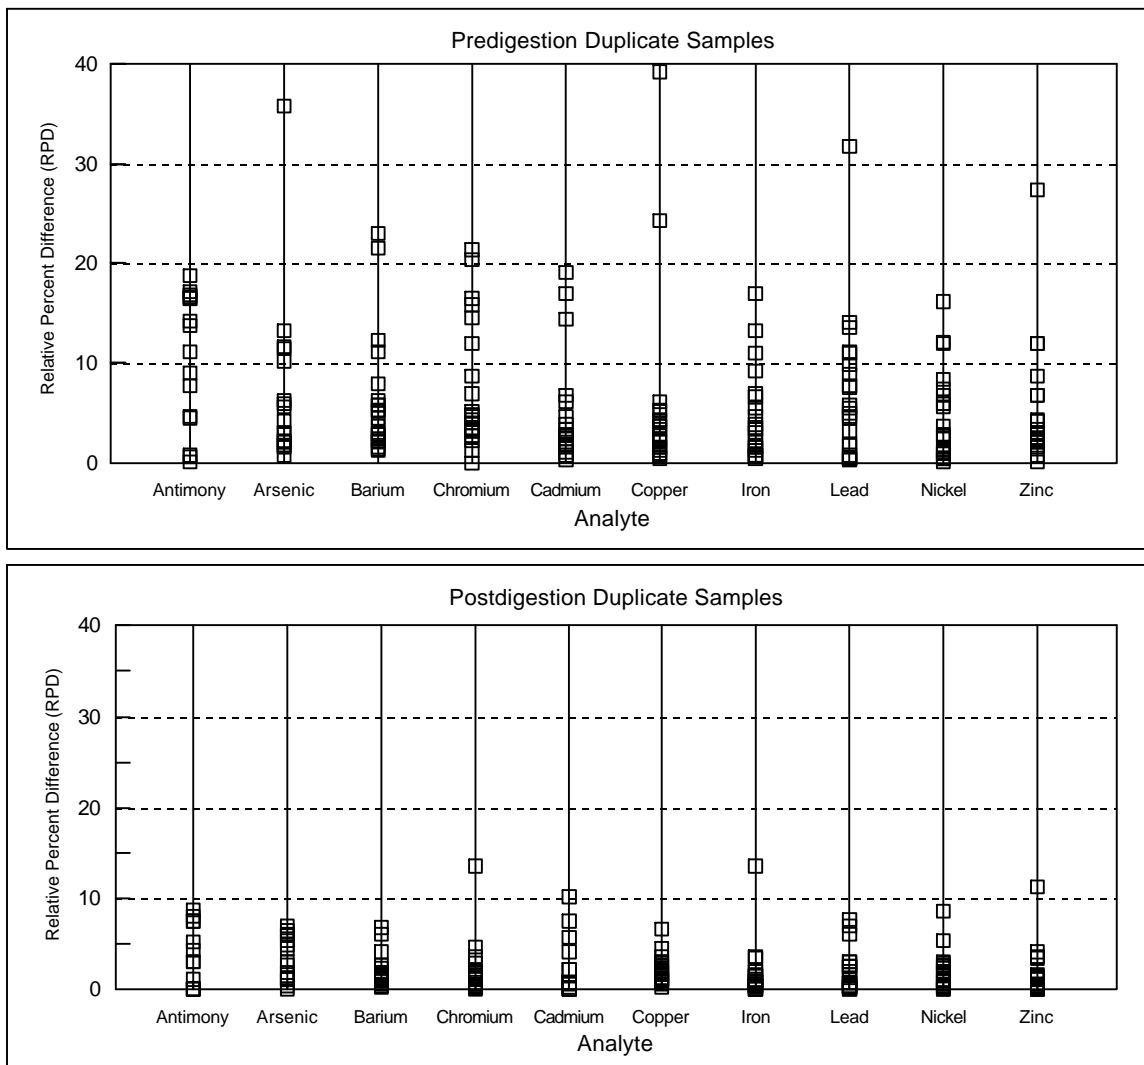 Predigestion Duplicate Samples
Relative Percent Difference (RPD)
40
30
20
10
0
Antimony Arsenic Barium Chromium Cadmium Copper Iron Lead Nickel Zinc
Analyte
Postdigestion Duplicate Samples
Relative Percent Difference (RPD)
40
30
20
10
0
Antimony Arsenic Barium Chromium Cadmium Copper Iron Lead Nickel Zinc
Analyte